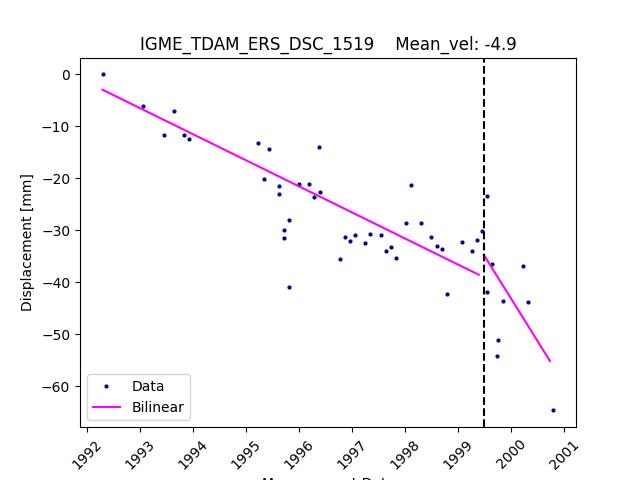 IGME_TDAM_ERS_DSC_1519    Mean_vel: -4.9
Displacement [mm]
0
−10
−20
−30
−40
−50
−60
Data
Bilinear
1992 1993 1994 1995 1996 1997 1998 1999 2000 2001